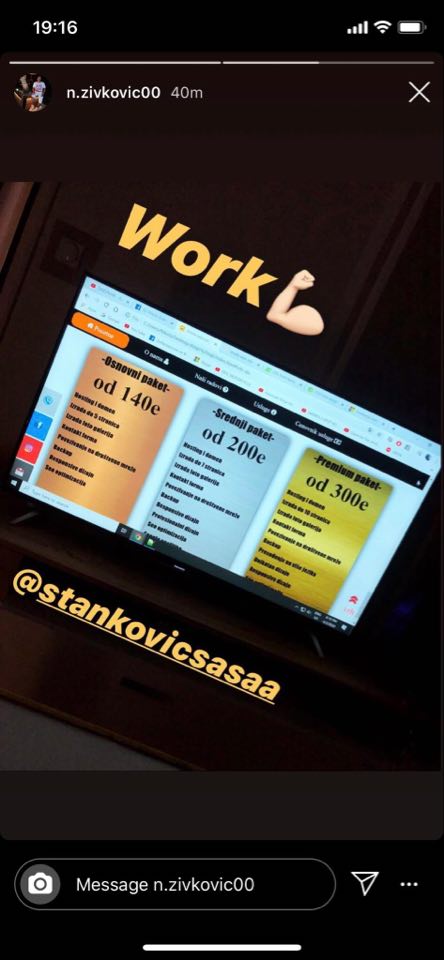 19:16
n.zivkovic00 40m
Work💪🏻
Početna
O nama
Naši radovi
Usluge
Cenovnik usluga
-Osnovni paket-
od 140e
Hosting i domen
Izrada do 5 stranica
Izrada foto galerije
Kontakt forma
Povezivanje na društvene mreže
Backup
Responsive dizajn
Seo optimizacija
-Srednji paket-
od 200e
Hosting i domen
Izrada do 7 stranica
Izrada foto galerije
Kontakt forma
Povezivanje na društvene mreže
Backup
Responsive dizajn
Profesionalni dizajn
Seo optimizacija
-Premium paket-
od 300e
Hosting i domen
Izrada do 10 stranica
Izrada foto galerije
Kontakt forma
Povezivanje na društvene mreže
Backup
Prevođenje na više jezika
Unikatan dizajn
Responsive dizajn
@stankovicsasaa
Message n.zivkovic00